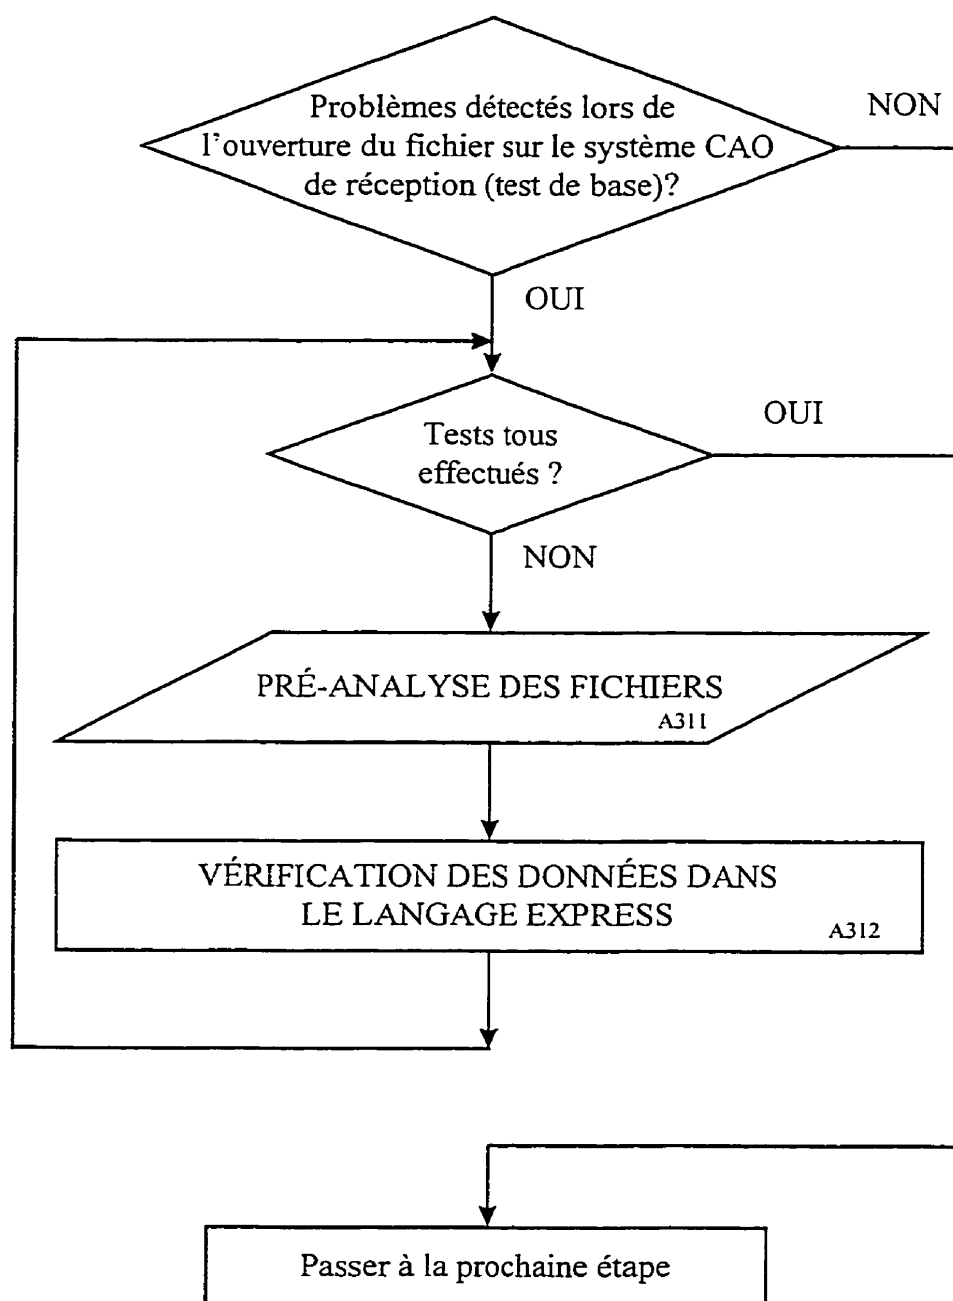 Problèmes détectés lors de
NON
l'ouverture du fichier sur le système CAO
de réception (test de base)?
OUI
OUI
Tests tous
effectués ?
NON
PRÉ-ANALYSE DES FICHIERS
A311
VÉRIFICATION DES DONNÉES DANS
LE LANGAGE EXPRESS
A312
Passer à la prochaine étape